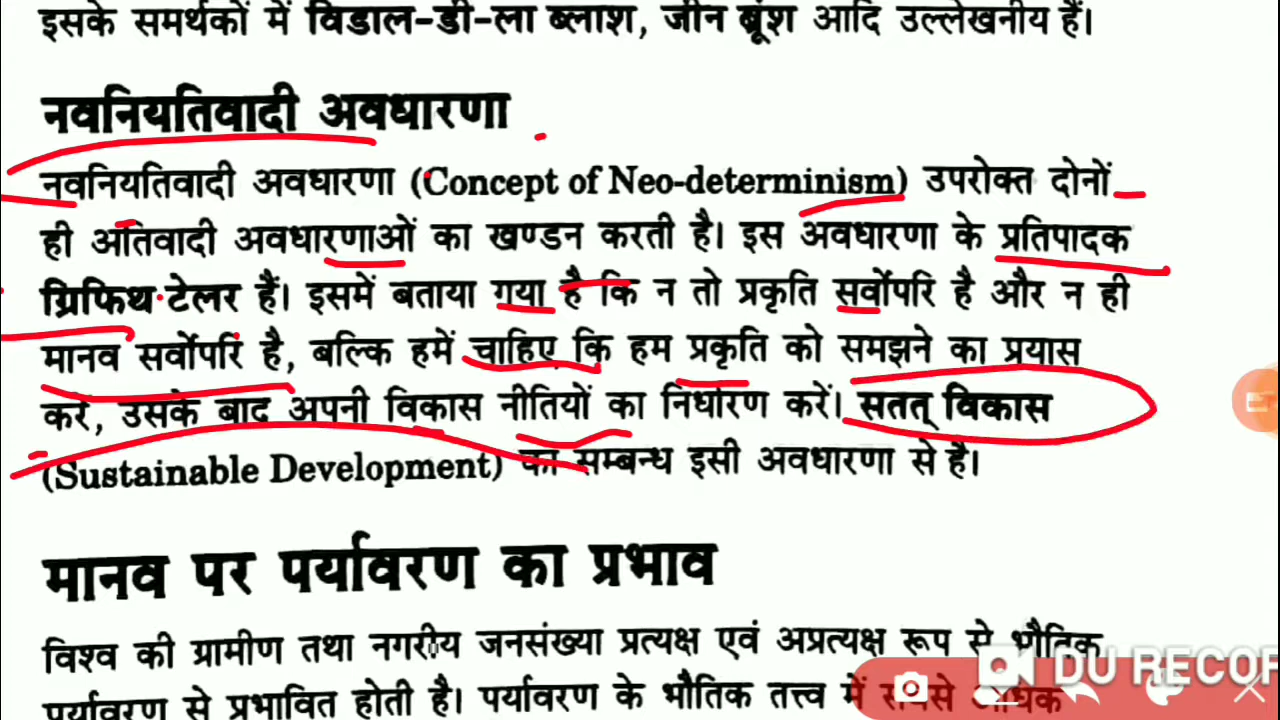 इसके समर्थकों में विडाल-डी-ला ब्लाश, जीन ब्रूंश आदि उल्लेखनीय हैं।
नवनियतिवादी अवधारणा
नवनियतिवादी अवधारणा (Concept of Neo-determinism) उपरोक्त दोनों
ही अतिवादी अवधारणाओं का खण्डन करती है। इस अवधारणा के प्रतिपादक
ग्रिफिथ टेलर हैं। इसमें बताया गया है कि न तो प्रकृति सर्वोपरि है और न ही
मानव सर्वोपरि है, बल्कि हमें चाहिए कि हम प्रकृति को समझने का प्रयास
करें, उसके बाद अपनी विकास नीतियों का निर्धारण करें। सतत् विकास
(Sustainable Development) का सम्बन्ध इसी अवधारणा से है।
मानव पर पर्यावरण का प्रभाव
विश्व की ग्रामीण तथा नगरीय जनसंख्या प्रत्यक्ष एवं अप्रत्यक्ष रूप से भौतिक
पर्यावरण से प्रभावित होती है। पर्यावरण के भौतिक तत्त्व में सबसे अधिक
DU RECOR